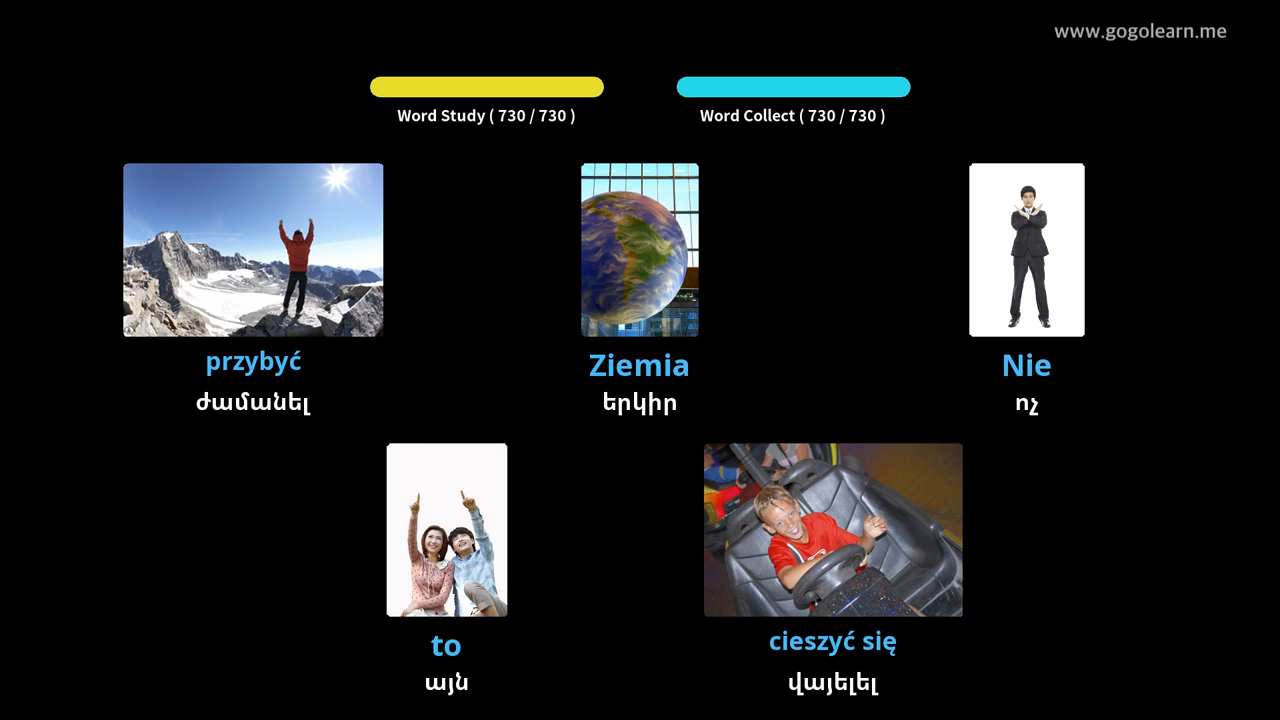 www.gogolearn.me
Word Study ( 730 / 730 )
Word Collect ( 730 / 730 )
przybyć
ժամանել
Ziemia
երկիր
Nie
ոչ
to
այն
cieszyć się
վայելել